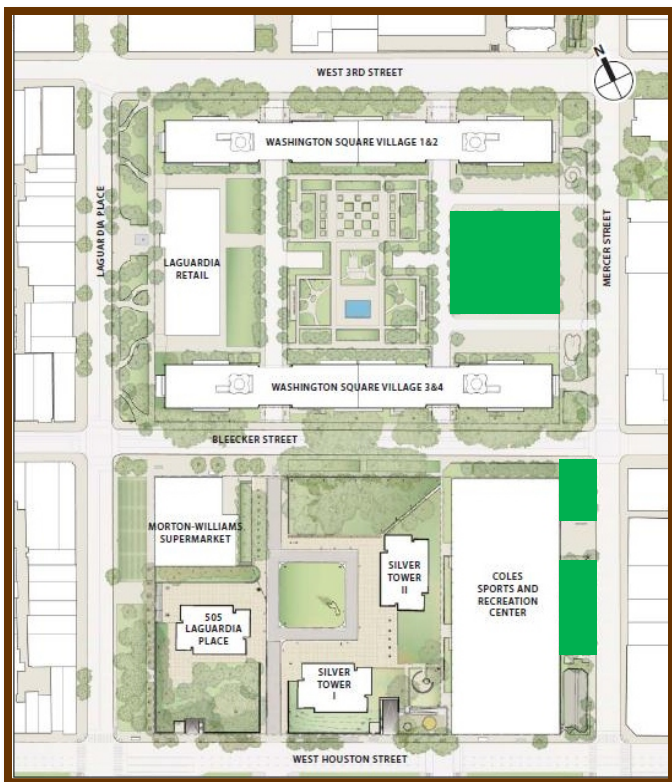 WEST 3RD STREET
N
WASHINGTON SQUARE VILLAGE 1&2
LAGUARDIA PLACE
MERCER STREET
LAGUARDIA
RETAIL
WASHINGTON SQUARE VILLAGE 3&4
BLEECKER STREET
MORTON-WILLIAMS
SUPERMARKET
SILVER
TOWER
II
COLES
SPORTS AND
RECREATION
CENTER
505
LAGUARDIA
PLACE
SILVER
TOWER
I
WEST HOUSTON STREET